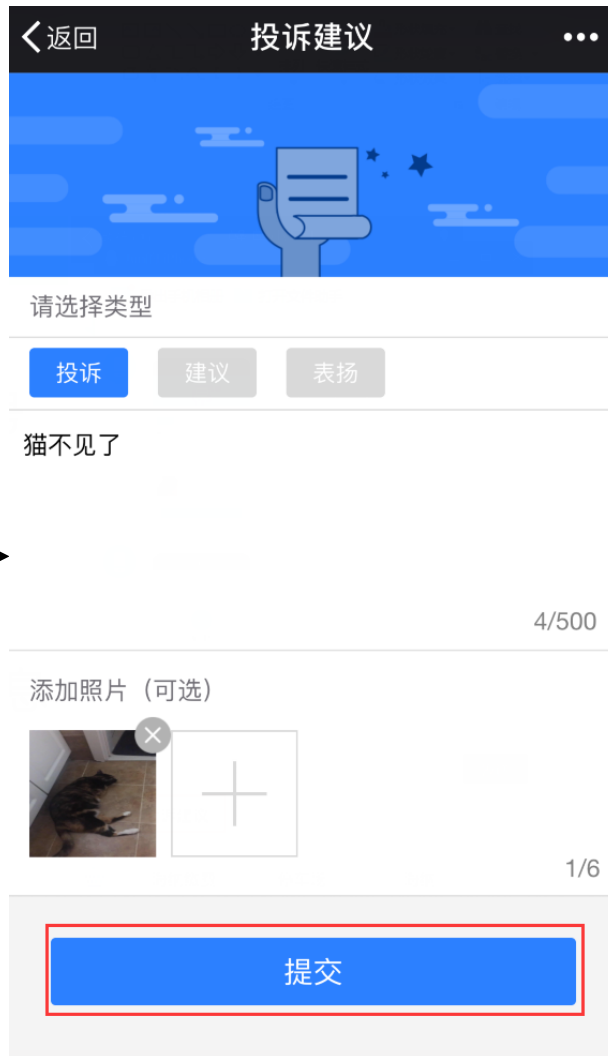 返回 投诉建议
请选择类型
投诉 建议 表扬
猫不见了
4/500
添加照片（可选）
1/6
提交